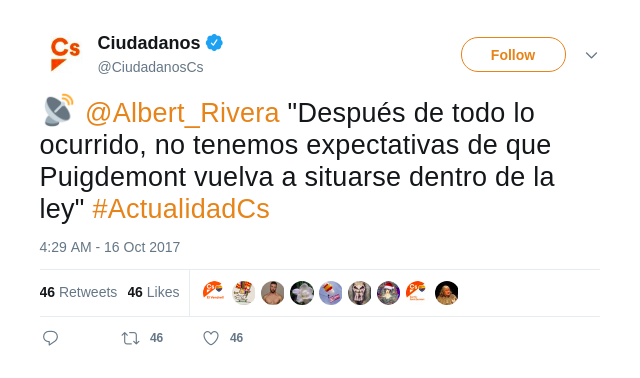 Cs
Ciudadanos
@CiudadanosCs
Follow
@Albert_Rivera "Después de todo lo
ocurrido, no tenemos expectativas de que
Puigdemont vuelva a situarse dentro de la
ley" #ActualidadCs
4:29 AM - 16 Oct 2017
46 Retweets 46 Likes
46 46